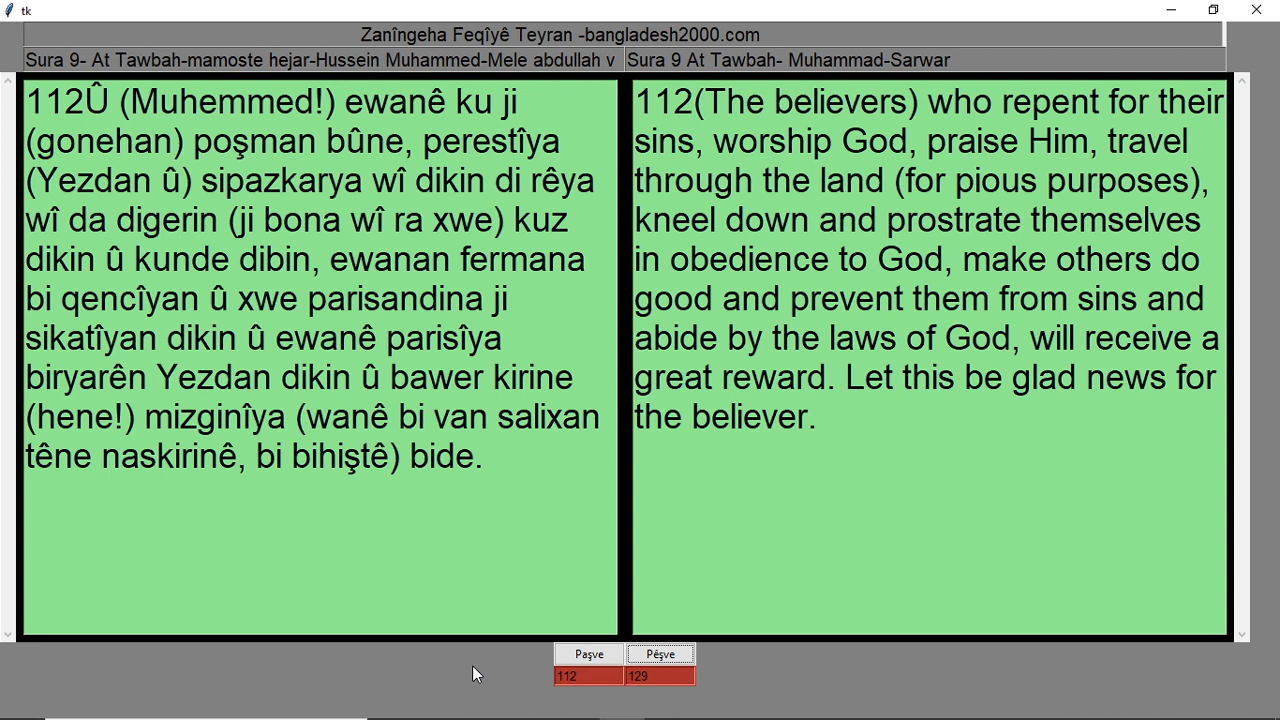 tk
Zanîngeha Feqîyê Teyran -bangladesh2000.com
Sura 9- At Tawbah-mamoste hejar-Hussein Muhammed-Mele abdullah v
Sura 9 At Tawbah- Muhammad-Sarwar
112Û (Muhemmed!) ewanê ku ji
(gonehan) poşman bûne, perestîya
(Yezdan û) sipazkarya wî dikin di rêya
wî da digerin (ji bona wî ra xwe) kuz
dikin û kunde dibin, ewanan fermana
bi qencîyan û xwe parisandina ji
sikatîyan dikin û ewanê parisîya
biryarên Yezdan dikin û bawer kirine
(hene!) mizginîya (wanê bi van salixan
têne naskirinê, bi bihiştê) bide.
112(The believers) who repent for their
sins, worship God, praise Him, travel
through the land (for pious purposes),
kneel down and prostrate themselves
in obedience to God, make others do
good and prevent them from sins and
abide by the laws of God, will receive a
great reward. Let this be glad news for
the believer.
Paşve
Pêşve
112
129